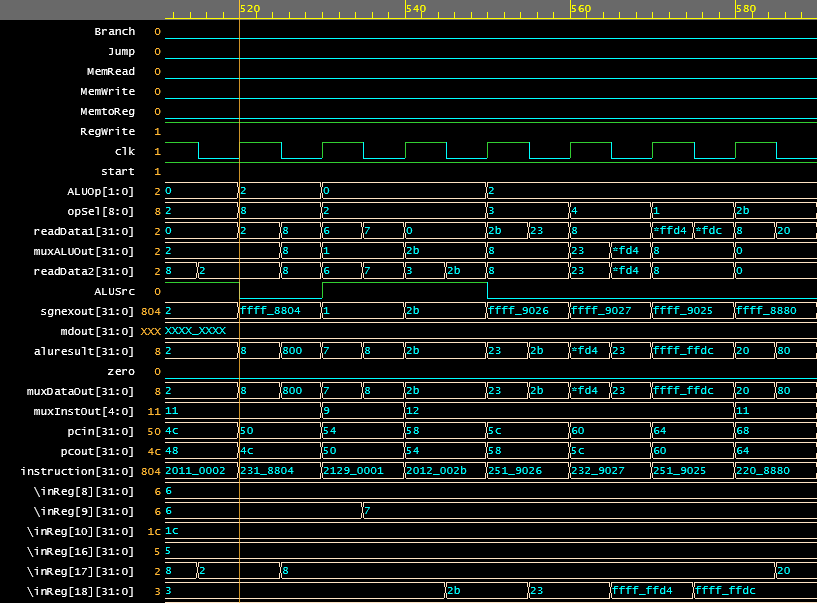 520 540 560 580
Branch 0
Jump 0
MemRead 0
MemWrite 0
MemtoReg 0
RegWrite 1
clk 1
start 1
ALUOp[1:0] 2 0 2 0 2
opSel[8:0] 8 2 8 2 3 4 1 2b
readData1[31:0] 2 0 2 8 6 7 0 2b 23 8 *ffd4 *fdc 8 20
muxALUOut[31:0] 2 2 8 1 2b 8 23 *fd4 8 0
readData2[31:0] 2 8 2 8 6 7 3 2b 8 23 *fd4 8 0
ALUSrc 0
sgnexout[31:0] 804 2 ffff_8804 1 2b ffff_9026 ffff_9027 ffff_9025 ffff_8880
mdout[31:0] XXX XXXX_XXXX
aluresult[31:0] 8 2 8 800 7 8 2b 23 2b *fd4 23 ffff_ffdc 20 80
zero 0
muxDataOut[31:0] 8 2 8 800 7 8 2b 23 2b *fd4 23 ffff_ffdc 20 80
muxInstOut[4:0] 11 11 9 12 11
pcin[31:0] 50 4c 50 54 58 5c 60 64 68
pcout[31:0] 4c 48 4c 50 54 58 5c 60 64
instruction[31:0] 804 2011_0002 231_8804 2129_0001 2012_002b 251_9026 232_9027 251_9025 220_8880
\inReg[8][31:0] 6 6
\inReg[9][31:0] 6 6 7
\inReg[10][31:0] 1c 1c
\inReg[16][31:0] 5 5
\inReg[17][31:0] 2 8 2 8 20
\inReg[18][31:0] 3 3 2b 23 ffff_ffd4 ffff_ffdc